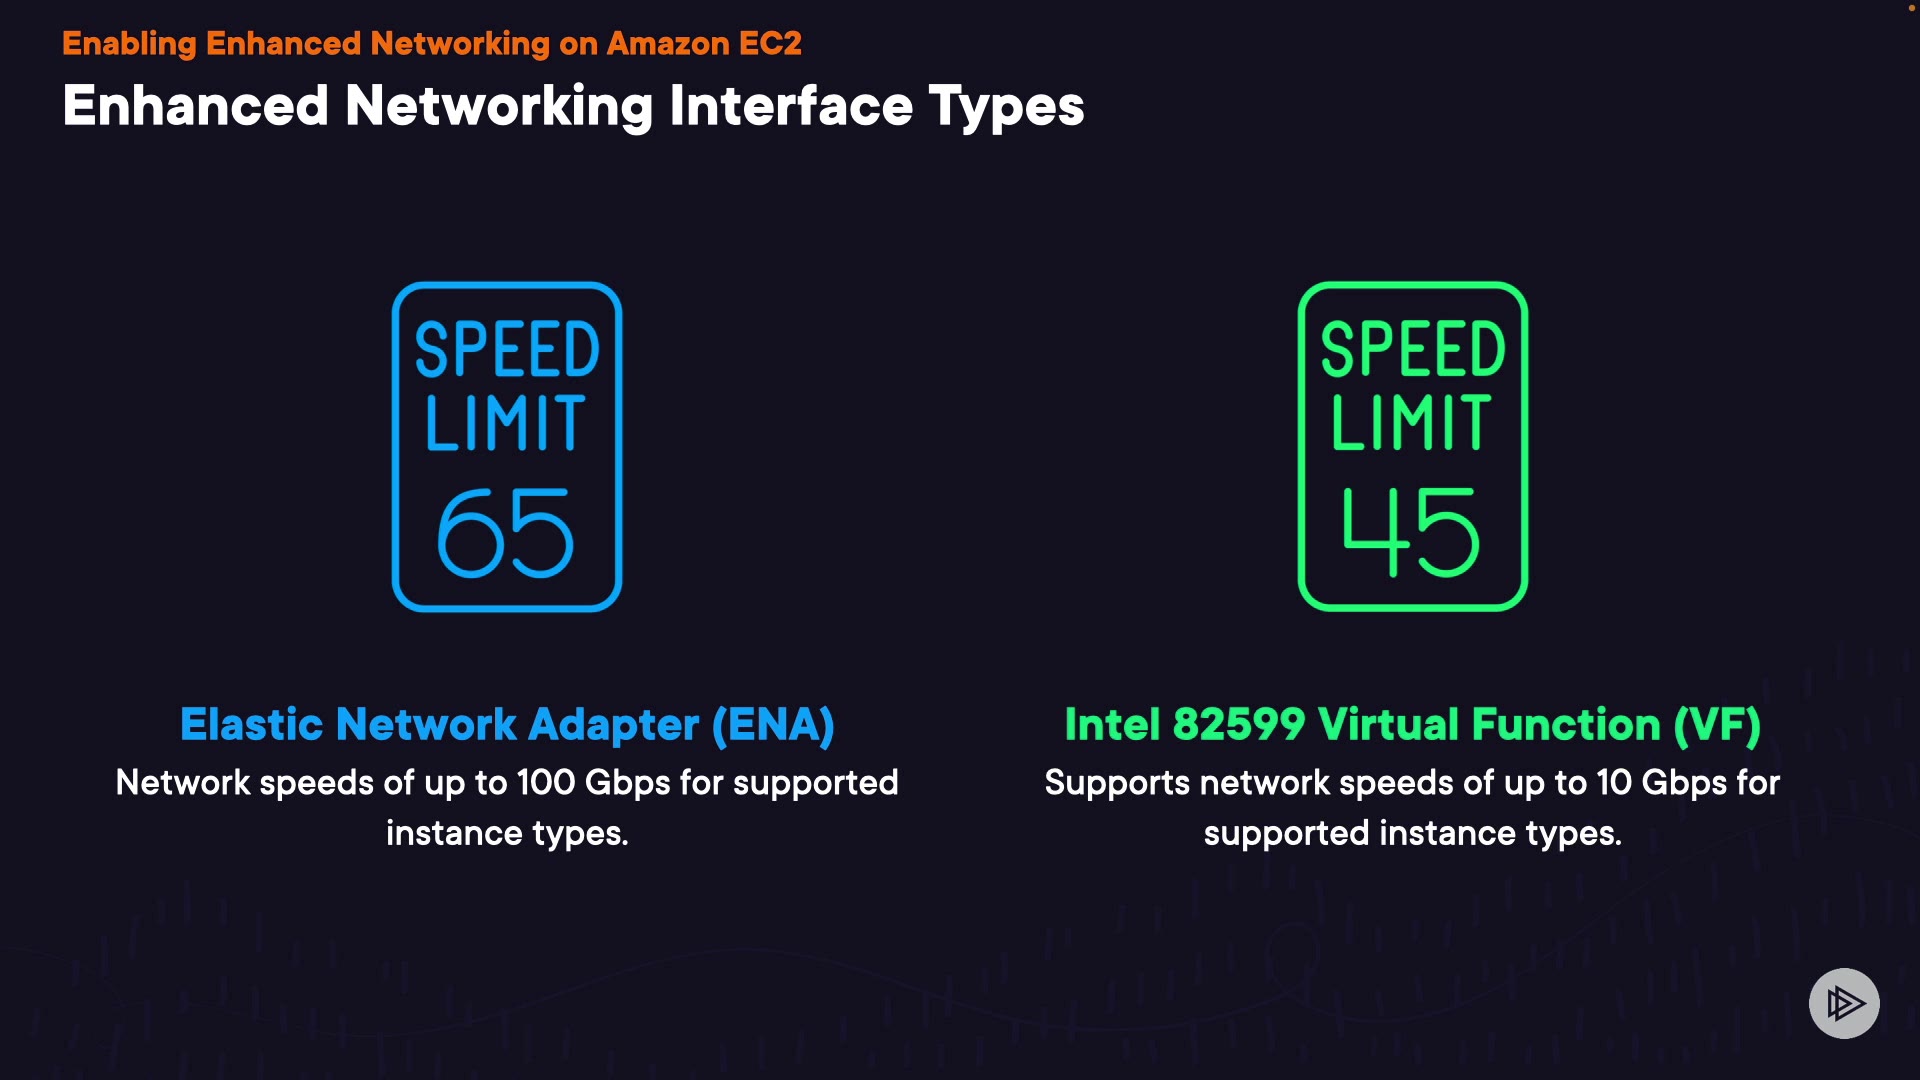 Enabling Enhanced Networking on Amazon EC2
Enhanced Networking Interface Types
SPEED
LIMIT
65
Elastic Network Adapter (ENA)
Network speeds of up to 100 Gbps for supported
instance types.
SPEED
LIMIT
45
Intel 82599 Virtual Function (VF)
Supports network speeds of up to 10 Gbps for
supported instance types.